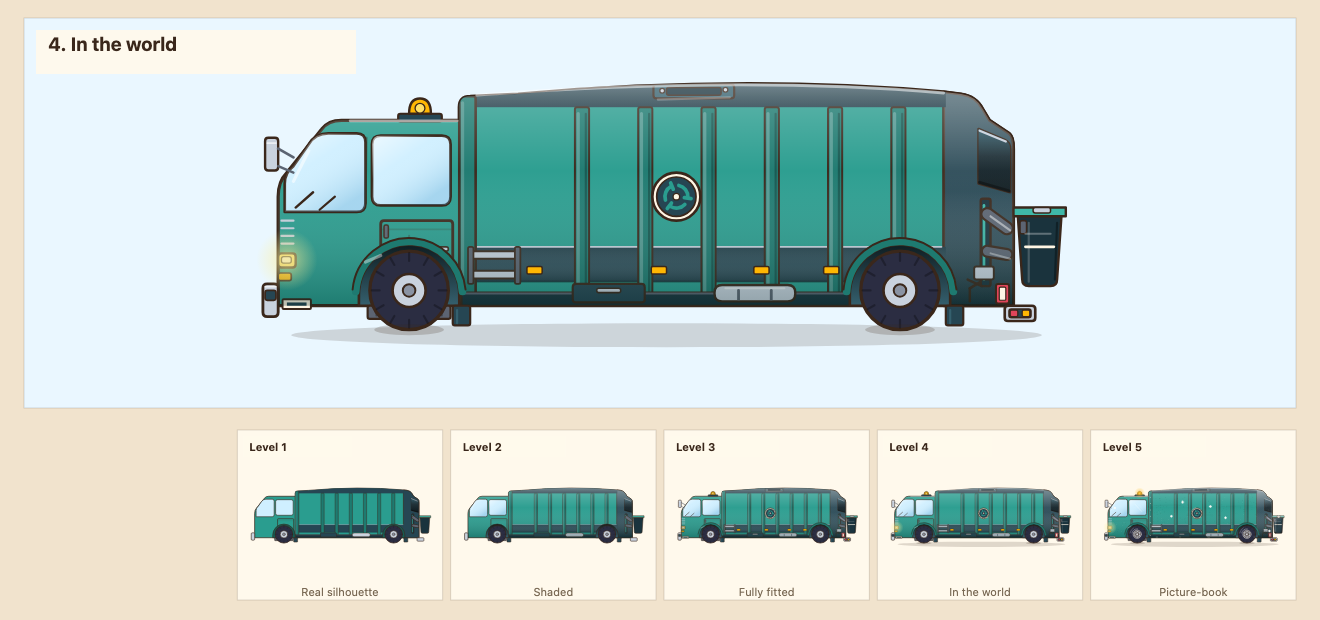 4. In the world
Level 1
Level 2
Level 3
Level 4
Level 5
Real silhouette
Shaded
Fully fitted
In the world
Picture-book